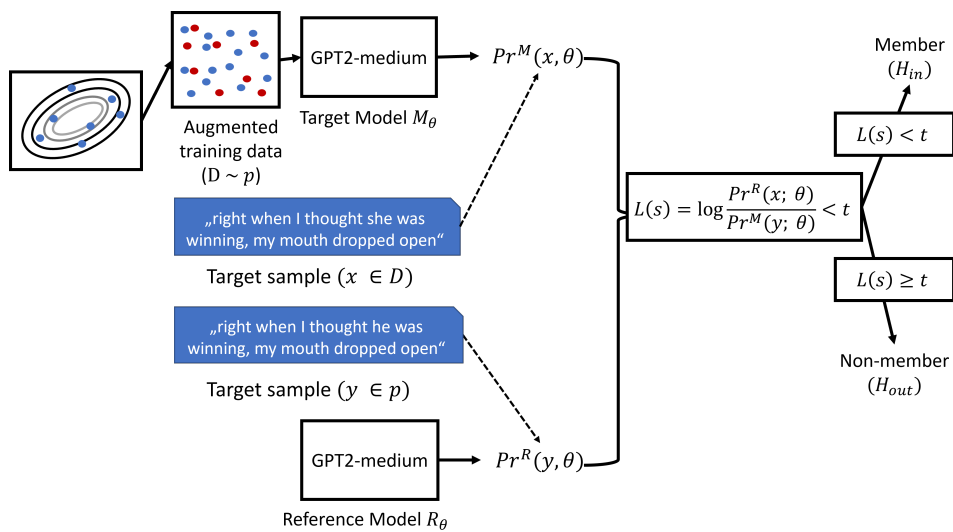 GPT2-medium
Target Model M_θ
Augmented
training data
(D ~ p)
Pr^M(x, θ)
„right when I thought she was
winning, my mouth dropped open“
Target sample (x ∈ D)
„right when I thought he was
winning, my mouth dropped open“
Target sample (y ∈ p)
GPT2-medium
Reference Model R_θ
Pr^R(y, θ)
L(s) = log Pr^R(x; θ) / Pr^M(y; θ) < t
Member
(H_in)
L(s) < t
L(s) ≥ t
Non-member
(H_out)